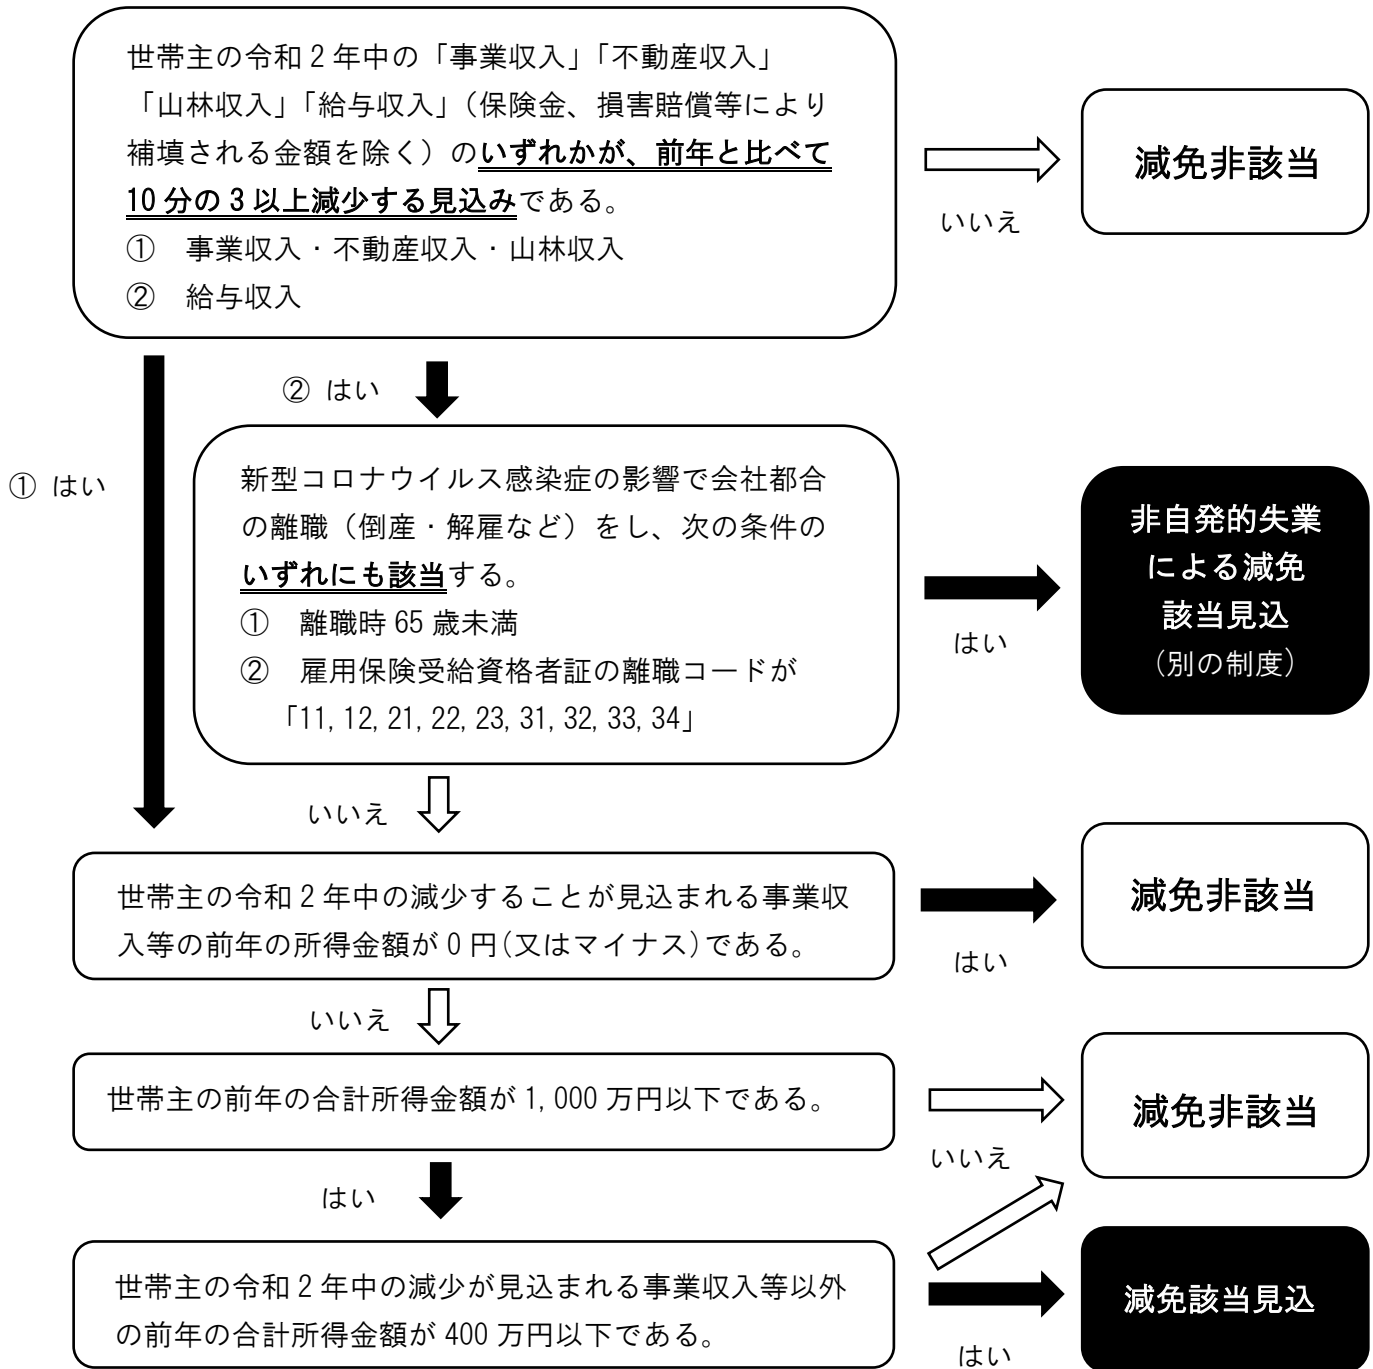 世帯主の令和2年中の「事業収入」「不動産収入」
「山林収入」「給与収入」（保険金、損害賠償等により
補填される金額を除く）のいずれかが、前年と比べて
10分の3以上減少する見込みである。
①　事業収入・不動産収入・山林収入
②　給与収入
いいえ
減免非該当
② はい
① はい
新型コロナウイルス感染症の影響で会社都合
の離職（倒産・解雇など）をし、次の条件の
いずれにも該当する。
①　離職時65歳未満
②　雇用保険受給資格者証の離職コードが
「11, 12, 21, 22, 23, 31, 32, 33, 34」
はい
非自発的失業
による減免
該当見込
（別の制度）
いいえ
世帯主の令和2年中の減少することが見込まれる事業収
入等の前年の所得金額が0円(又はマイナス)である。
はい
減免非該当
いいえ
世帯主の前年の合計所得金額が1,000万円以下である。
いいえ
減免非該当
はい
世帯主の令和2年中の減少が見込まれる事業収入等以外
の前年の合計所得金額が400万円以下である。
はい
減免該当見込